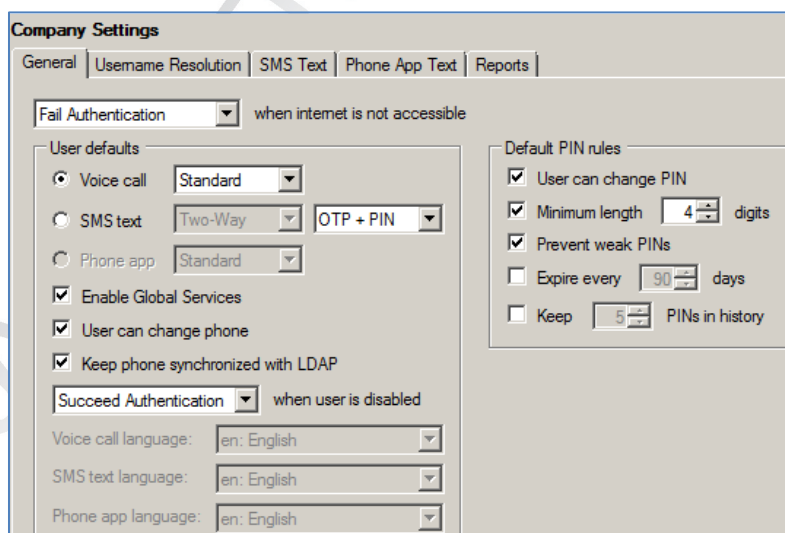 Company Settings
General Username Resolution SMS Text Phone App Text Reports
Fail Authentication when internet is not accessible
User defaults
Voice call Standard
SMS text Two-Way OTP + PIN
Phone app Standard
Enable Global Services
User can change phone
Keep phone synchronized with LDAP
Succeed Authentication when user is disabled
Voice call language: en: English
SMS text language: en: English
Phone app language: en: English
Default PIN rules
User can change PIN
Minimum length 4 digits
Prevent weak PINs
Expire every 90 days
Keep 5 PINs in history